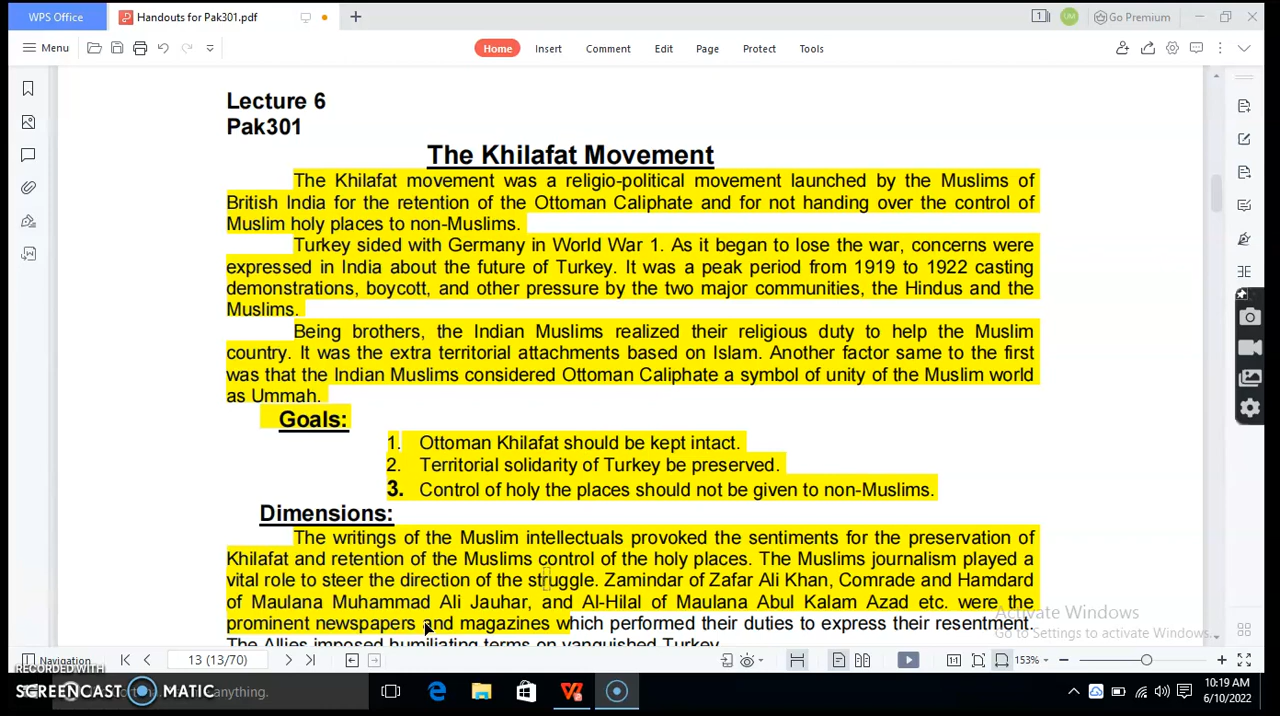 WPS Office
Handouts for Pak301.pdf
UM
Go Premium
Menu
Home
Insert
Comment
Edit
Page
Protect
Tools
Lecture 6
Pak301
The Khilafat Movement
The Khilafat movement was a religio-political movement launched by the Muslims of
British India for the retention of the Ottoman Caliphate and for not handing over the control of
Muslim holy places to non-Muslims.
Turkey sided with Germany in World War 1. As it began to lose the war, concerns were
expressed in India about the future of Turkey. It was a peak period from 1919 to 1922 casting
demonstrations, boycott, and other pressure by the two major communities, the Hindus and the
Muslims.
Being brothers, the Indian Muslims realized their religious duty to help the Muslim
country. It was the extra territorial attachments based on Islam. Another factor same to the first
was that the Indian Muslims considered Ottoman Caliphate a symbol of unity of the Muslim world
as Ummah.
Goals:
1. Ottoman Khilafat should be kept intact.
2. Territorial solidarity of Turkey be preserved.
3. Control of holy the places should not be given to non-Muslims.
Dimensions:
The writings of the Muslim intellectuals provoked the sentiments for the preservation of
Khilafat and retention of the Muslims control of the holy places. The Muslims journalism played a
vital role to steer the direction of the struggle. Zamindar of Zafar Ali Khan, Comrade and Hamdard
of Maulana Muhammad Ali Jauhar, and Al-Hilal of Maulana Abul Kalam Azad etc. were the
prominent newspapers and magazines which performed their duties to express their resentment.
The Allies imposed humiliating terms on vanquished Turkey.
Activate Windows
Go to Settings to activate Windows.
Navigation
13 (13/70)
153%
RECORDED WITH
SCREENCAST MATIC
anything.
10:19 AM
6/10/2022